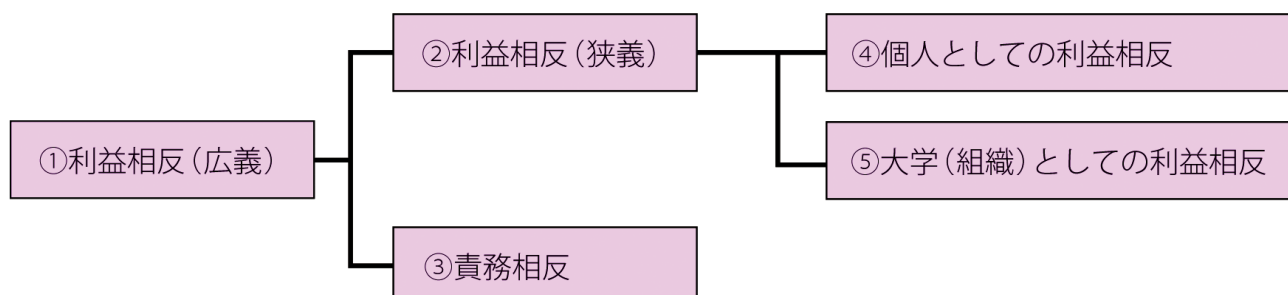 ①利益相反（広義）
②利益相反（狭義）
③責務相反
④個人としての利益相反
⑤大学（組織）としての利益相反